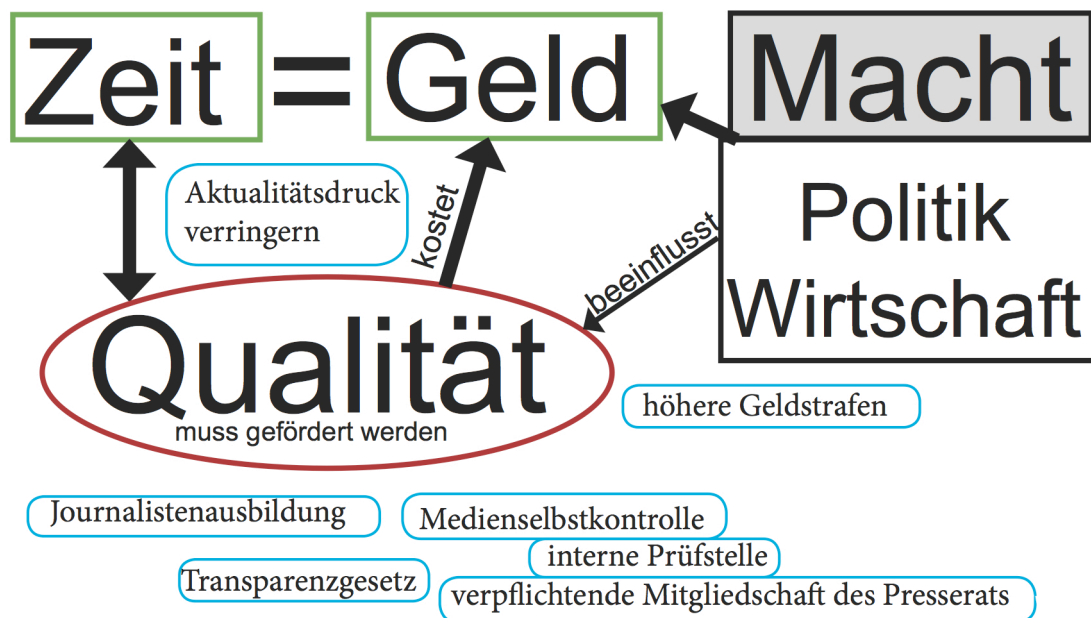 Zeit = Geld
Macht
Politik
Wirtschaft
Aktualitätsdruck
verringern
kostet
beeinflusst
Qualität
muss gefördert werden
höhere Geldstrafen
Journalistenausbildung
Medienselbstkontrolle
interne Prüfstelle
Transparenzgesetz
verpflichtende Mitgliedschaft des Presserats